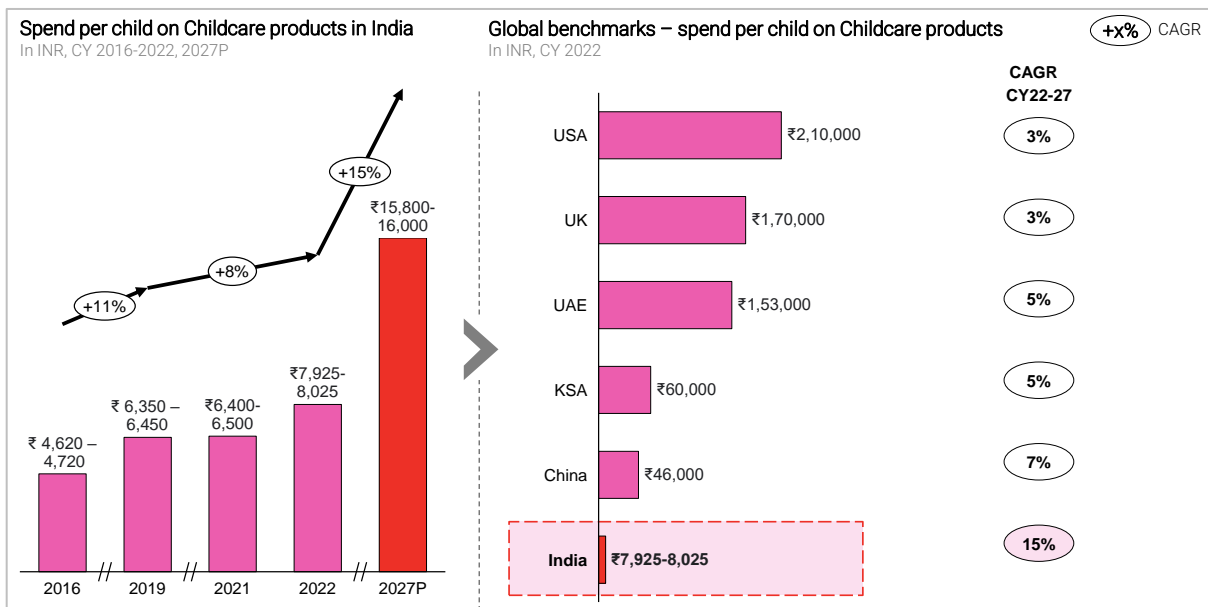 Spend per child on Childcare products in India
In INR, CY 2016-2022, 2027P
+11%
+8%
+15%
₹ 4,620 –
4,720
₹ 6,350 –
6,450
₹6,400-
6,500
₹7,925-
8,025
₹15,800-
16,000
2016
2019
2021
2022
2027P
Global benchmarks – spend per child on Childcare products
In INR, CY 2022
+x% CAGR
CAGR
CY22-27
USA ₹2,10,000 3%
UK ₹1,70,000 3%
UAE ₹1,53,000 5%
KSA ₹60,000 5%
China ₹46,000 7%
India ₹7,925-8,025 15%